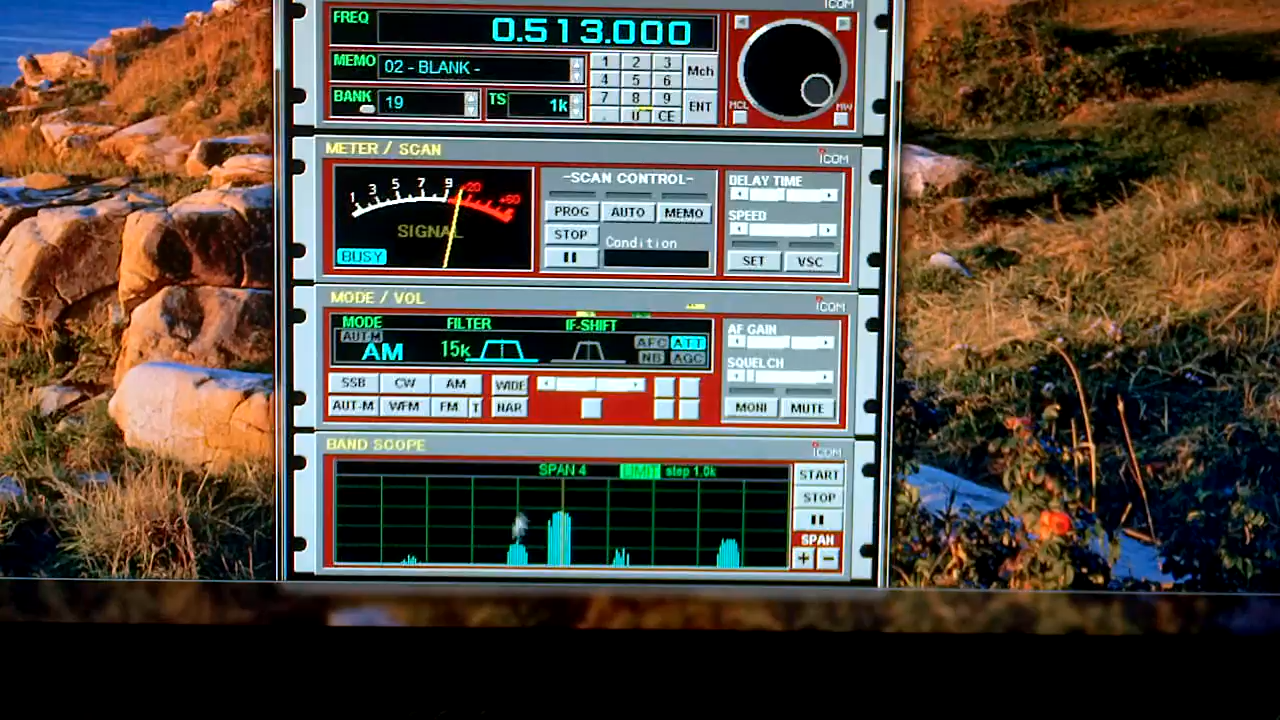 ICOM
FREQ 0.513.000
MEMO 02 - BLANK -
1 2 3
4 5 6 Mch
7 8 9
BANK 19 TS 1k
. 0 CE ENT
MCL MW
METER / SCAN ICOM
1 3 5 7 9 +20 +60
SIGNAL
BUSY
-SCAN CONTROL-
PROG AUTO MEMO
STOP Condition
DELAY TIME
SPEED
SET VSC
MODE / VOL ICOM
MODE FILTER IF-SHIFT
AUT-M
AM 15k
AFC ATT
NB AGC
SSB CW AM WIDE
AUT-M WFM FM T NAR
AF GAIN
SQUELCH
MONI MUTE
BAND SCOPE ICOM
SPAN 4 LIMIT step 1.0k
START
STOP
SPAN
+ -